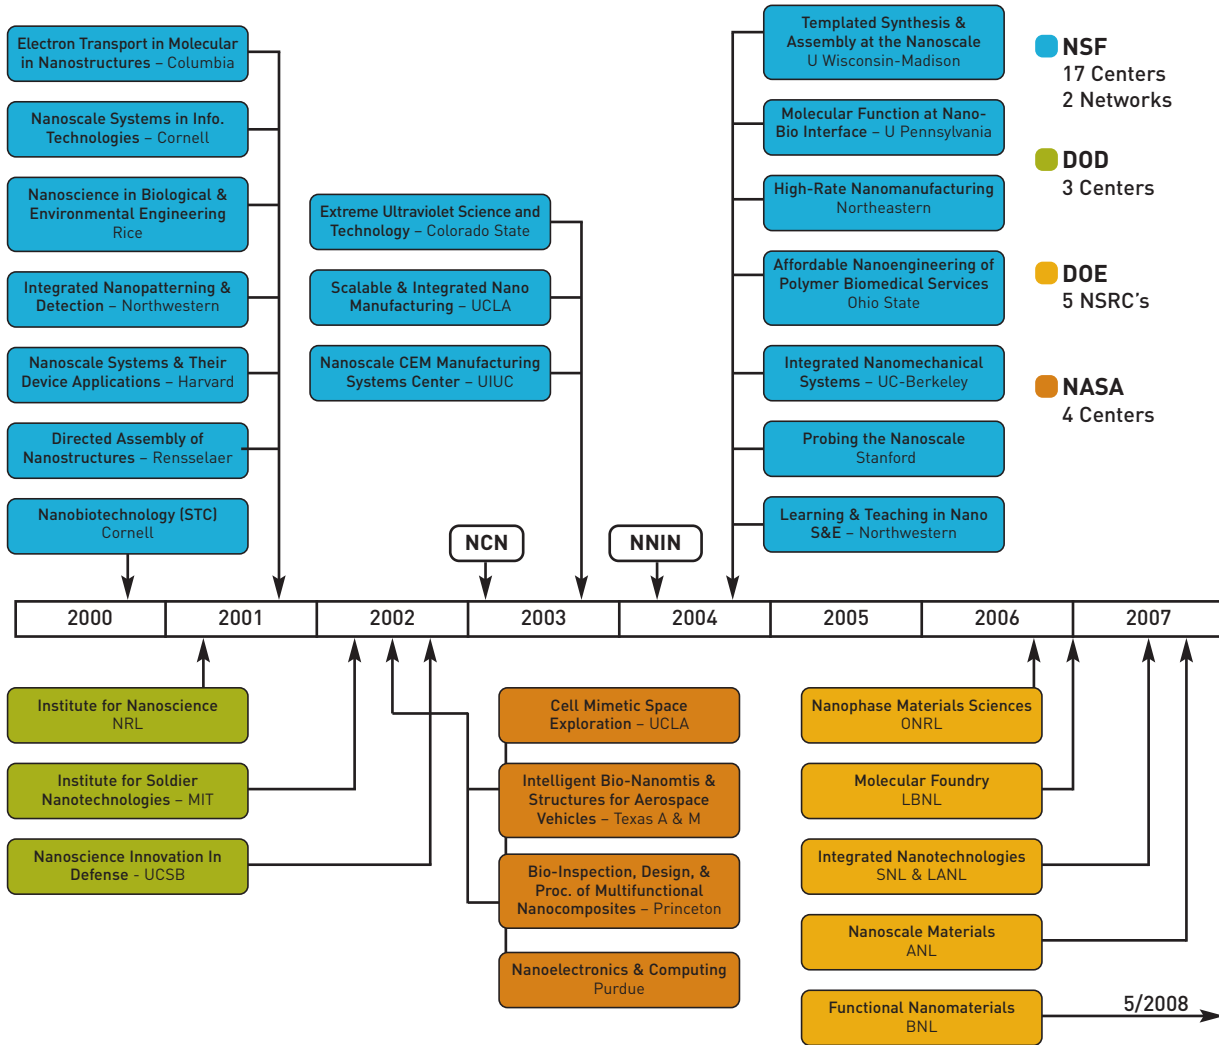 Electron Transport in Molecular
in Nanostructures – Columbia
Nanoscale Systems in Info.
Technologies – Cornell
Nanoscience in Biological &
Environmental Engineering
Rice
Integrated Nanopatterning &
Detection – Northwestern
Nanoscale Systems & Their
Device Applications – Harvard
Directed Assembly of
Nanostructures – Rensselaer
Nanobiotechnology (STC)
Cornell
Extreme Ultraviolet Science and
Technology – Colorado State
Scalable & Integrated Nano
Manufacturing – UCLA
Nanoscale CEM Manufacturing
Systems Center – UIUC
NCN
NNIN
Templated Synthesis &
Assembly at the Nanoscale
U Wisconsin-Madison
Molecular Function at Nano-
Bio Interface – U Pennsylvania
High-Rate Nanomanufacturing
Northeastern
Affordable Nanoengineering of
Polymer Biomedical Services
Ohio State
Integrated Nanomechanical
Systems – UC-Berkeley
Probing the Nanoscale
Stanford
Learning & Teaching in Nano
S&E – Northwestern
NSF
17 Centers
2 Networks
DOD
3 Centers
DOE
5 NSRC's
NASA
4 Centers
2000 2001 2002 2003 2004 2005 2006 2007
Institute for Nanoscience
NRL
Institute for Soldier
Nanotechnologies – MIT
Nanoscience Innovation In
Defense - UCSB
Cell Mimetic Space
Exploration – UCLA
Intelligent Bio-Nanomtis &
Structures for Aerospace
Vehicles – Texas A & M
Bio-Inspection, Design, &
Proc. of Multifunctional
Nanocomposites – Princeton
Nanoelectronics & Computing
Purdue
Nanophase Materials Sciences
ONRL
Molecular Foundry
LBNL
Integrated Nanotechnologies
SNL & LANL
Nanoscale Materials
ANL
Functional Nanomaterials
BNL
5/2008